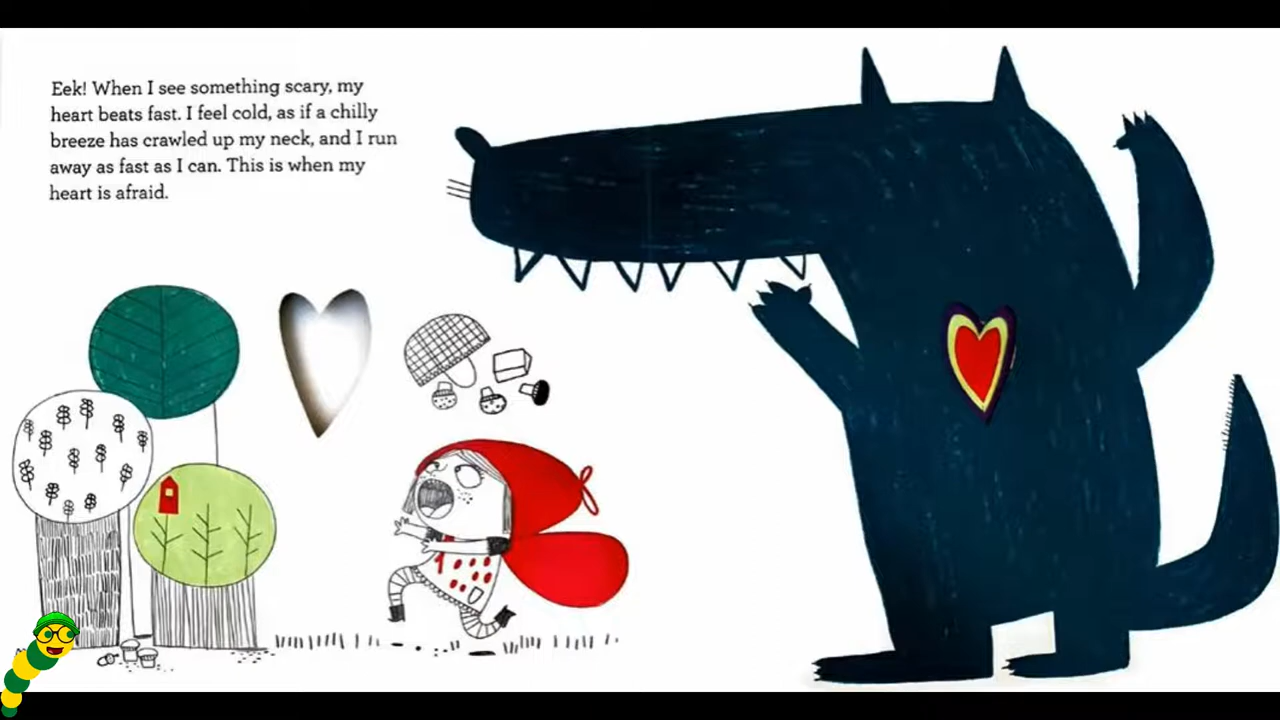 Eek! When I see something scary, my
heart beats fast. I feel cold, as if a chilly
breeze has crawled up my neck, and I run
away as fast as I can. This is when my
heart is afraid.